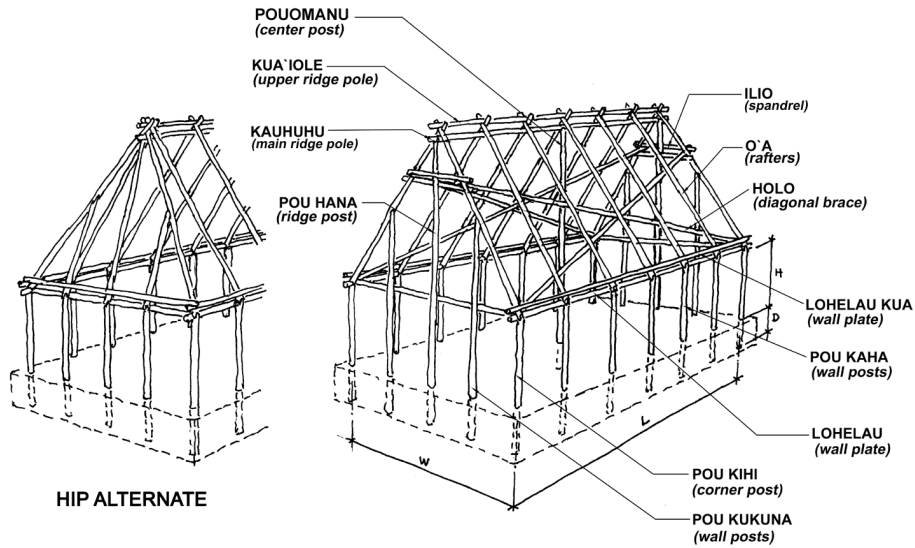 POUOMANU
(center post)
KUA`IOLE
(upper ridge pole)
KAUHUHU
(main ridge pole)
POU HANA
(ridge post)
ILIO
(spandrel)
O`A
(rafters)
HOLO
(diagonal brace)
H
D
LOHELAU KUA
(wall plate)
POU KAHA
(wall posts)
LOHELAU
(wall plate)
L
W
POU KIHI
(corner post)
POU KUKUNA
(wall posts)
HIP ALTERNATE